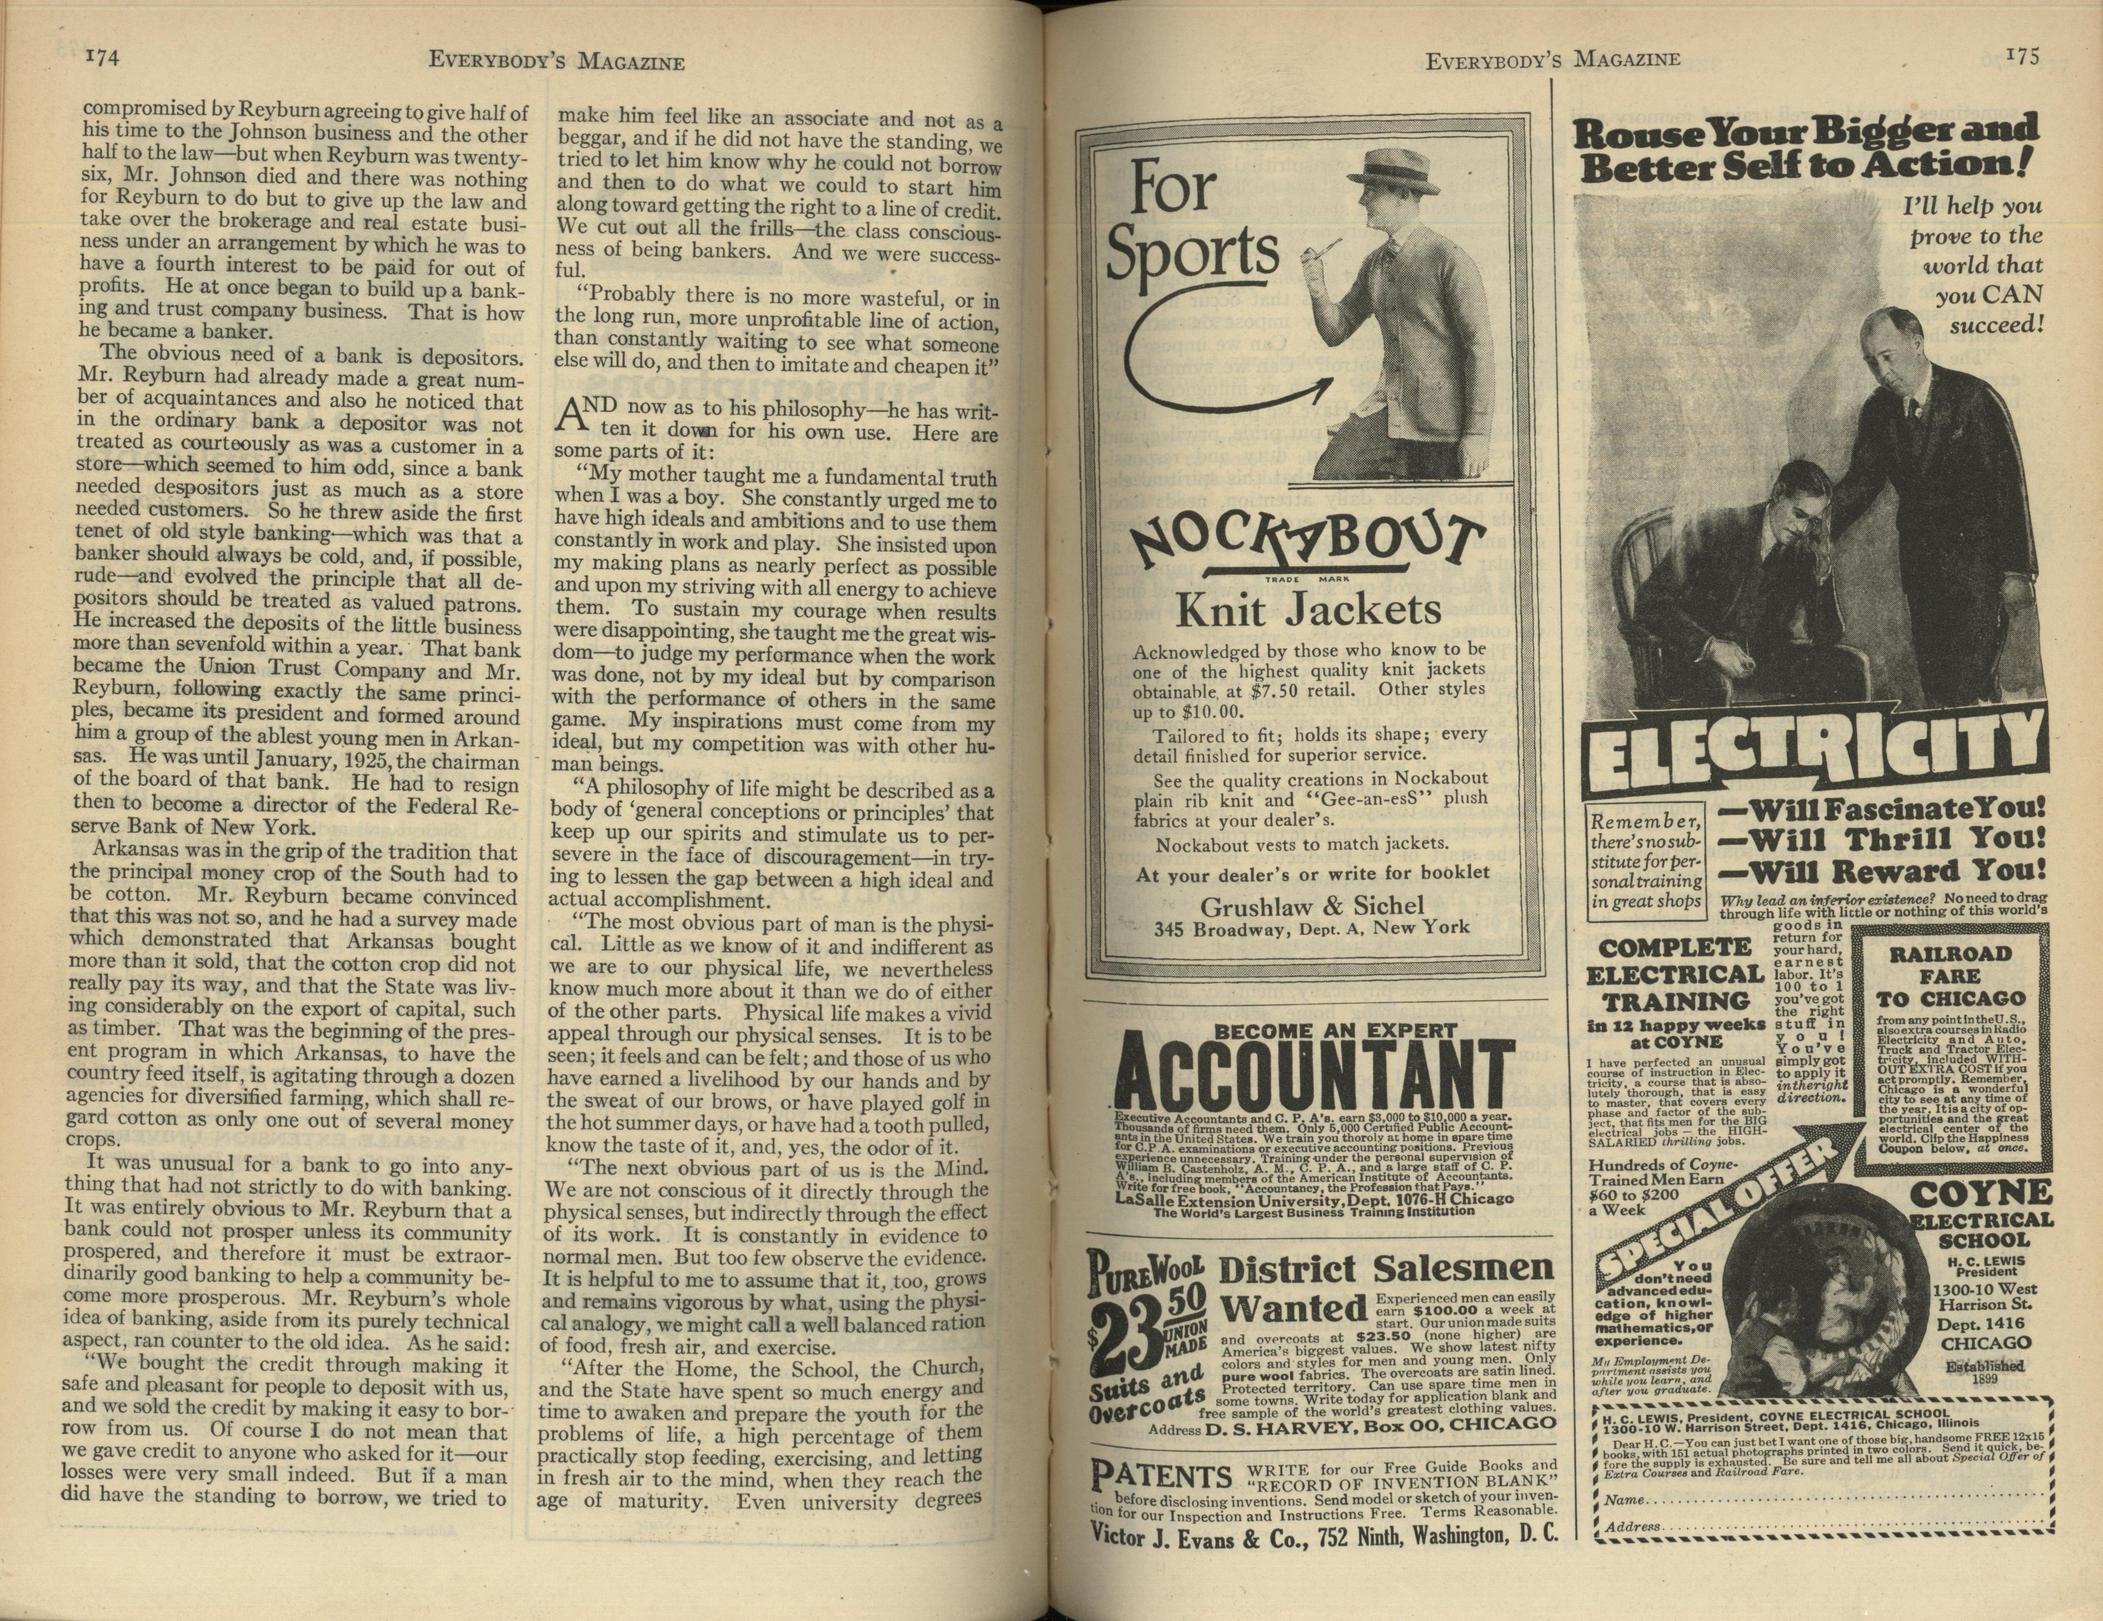 174
EVERYBODY'S MAGAZINE
compromised by Reyburn agreeing to give half of
his time to the Johnson business and the other
half to the law—but when Reyburn was twenty-
six, Mr. Johnson died and there was nothing
for Reyburn to do but to give up the law and
take over the brokerage and real estate busi-
ness under an arrangement by which he was to
have a fourth interest to be paid for out of
profits. He at once began to build up a bank-
ing and trust company business. That is how
he became a banker.
The obvious need of a bank is depositors.
Mr. Reyburn had already made a great num-
ber of acquaintances and also he noticed that
in the ordinary bank a depositor was not
treated as courteously as was a customer in a
store—which seemed to him odd, since a bank
needed despositors just as much as a store
needed customers. So he threw aside the first
tenet of old style banking—which was that a
banker should always be cold, and, if possible,
rude—and evolved the principle that all de-
positors should be treated as valued patrons.
He increased the deposits of the little business
more than sevenfold within a year. That bank
became the Union Trust Company and Mr.
Reyburn, following exactly the same princi-
ples, became its president and formed around
him a group of the ablest young men in Arkan-
sas. He was until January, 1925, the chairman
of the board of that bank. He had to resign
then to become a director of the Federal Re-
serve Bank of New York.
Arkansas was in the grip of the tradition that
the principal money crop of the South had to
be cotton. Mr. Reyburn became convinced
that this was not so, and he had a survey made
which demonstrated that Arkansas bought
more than it sold, that the cotton crop did not
really pay its way, and that the State was liv-
ing considerably on the export of capital, such
as timber. That was the beginning of the pres-
ent program in which Arkansas, to have the
country feed itself, is agitating through a dozen
agencies for diversified farming, which shall re-
gard cotton as only one out of several money
crops.
It was unusual for a bank to go into any-
thing that had not strictly to do with banking.
It was entirely obvious to Mr. Reyburn that a
bank could not prosper unless its community
prospered, and therefore it must be extraor-
dinarily good banking to help a community be-
come more prosperous. Mr. Reyburn's whole
idea of banking, aside from its purely technical
aspect, ran counter to the old idea. As he said:
"We bought the credit through making it
safe and pleasant for people to deposit with us,
and we sold the credit by making it easy to bor-
row from us. Of course I do not mean that
we gave credit to anyone who asked for it—our
losses were very small indeed. But if a man
did have the standing to borrow, we tried to
make him feel like an associate and not as a
beggar, and if he did not have the standing, we
tried to let him know why he could not borrow
and then to do what we could to start him
along toward getting the right to a line of credit.
We cut out all the frills—the class conscious-
ness of being bankers. And we were success-
ful.
"Probably there is no more wasteful, or in
the long run, more unprofitable line of action,
than constantly waiting to see what someone
else will do, and then to imitate and cheapen it"
AND now as to his philosophy—he has writ-
ten it down for his own use. Here are
some parts of it:
"My mother taught me a fundamental truth
when I was a boy. She constantly urged me to
have high ideals and ambitions and to use them
constantly in work and play. She insisted upon
my making plans as nearly perfect as possible
and upon my striving with all energy to achieve
them. To sustain my courage when results
were disappointing, she taught me the great wis-
dom—to judge my performance when the work
was done, not by my ideal but by comparison
with the performance of others in the same
game. My inspirations must come from my
ideal, but my competition was with other hu-
man beings.
"A philosophy of life might be described as a
body of 'general conceptions or principles' that
keep up our spirits and stimulate us to per-
severe in the face of discouragement—in try-
ing to lessen the gap between a high ideal and
actual accomplishment.
"The most obvious part of man is the physi-
cal. Little as we know of it and indifferent as
we are to our physical life, we nevertheless
know much more about it than we do of either
of the other parts. Physical life makes a vivid
appeal through our physical senses. It is to be
seen; it feels and can be felt; and those of us who
have earned a livelihood by our hands and by
the sweat of our brows, or have played golf in
the hot summer days, or have had a tooth pulled,
know the taste of it, and, yes, the odor of it.
"The next obvious part of us is the Mind.
We are not conscious of it directly through the
physical senses, but indirectly through the effect
of its work. It is constantly in evidence to
normal men. But too few observe the evidence.
It is helpful to me to assume that it, too, grows
and remains vigorous by what, using the physi-
cal analogy, we might call a well balanced ration
of food, fresh air, and exercise.
"After the Home, the School, the Church,
and the State have spent so much energy and
time to awaken and prepare the youth for the
problems of life, a high percentage of them
practically stop feeding, exercising, and letting
in fresh air to the mind, when they reach the
age of maturity. Even university degrees
EVERYBODY'S MAGAZINE
175
For
Sports
NOCKABOUT
TRADE MARK
Knit Jackets
Acknowledged by those who know to be
one of the highest quality knit jackets
obtainable at $7.50 retail. Other styles
up to $10.00.
Tailored to fit; holds its shape; every
detail finished for superior service.
See the quality creations in Nockabout
plain rib knit and "Gee-an-esS" plush
fabrics at your dealer's.
Nockabout vests to match jackets.
At your dealer's or write for booklet
Grushlaw & Sichel
345 Broadway, Dept. A, New York
BECOME AN EXPERT
ACCOUNTANT
Executive Accountants and C. P. A's. earn $3,000 to $10,000 a year.
Thousands of firms need them. Only 5,000 Certified Public Account-
ants in the United States. We train you thoroly at home in spare time
for C.P.A. examinations or executive accounting positions. Previous
experience unnecessary. Training under the personal supervision of
William B. Castenholz, A. M., C. P. A., and a large staff of C. P.
A's., including members of the American Institute of Accountants.
Write for free book, "Accountancy, the Profession that Pays."
LaSalle Extension University, Dept. 1076-H Chicago
The World's Largest Business Training Institution
PURE WOOL
$23.50
UNION
MADE
Suits and
Overcoats
District Salesmen
Wanted
Experienced men can easily
earn $100.00 a week at
start. Our union made suits
and overcoats at $23.50 (none higher) are
America's biggest values. We show latest nifty
colors and styles for men and young men. Only
pure wool fabrics. The overcoats are satin lined.
Protected territory. Can use spare time men in
some towns. Write today for application blank and
free sample of the world's greatest clothing values.
Address D. S. HARVEY, Box OO, CHICAGO
PATENTS
WRITE for our Free Guide Books and
"RECORD OF INVENTION BLANK"
before disclosing inventions. Send model or sketch of your inven-
tion for our Inspection and Instructions Free. Terms Reasonable.
Victor J. Evans & Co., 752 Ninth, Washington, D. C.
Rouse Your Bigger and
Better Self to Action!
I'll help you
prove to the
world that
you CAN
succeed!
ELECTRICITY
—Will Fascinate You!
—Will Thrill You!
—Will Reward You!
Remember,
there's no sub-
stitute for per-
sonal training
in great shops
Why lead an inferior existence? No need to drag
through life with little or nothing of this world's
goods in
return for
your hard,
earnest
labor. It's
100 to 1
you've got
the right
stuff in
you!
You've
simply got
to apply it
in the right
direction.
COMPLETE
ELECTRICAL
TRAINING
in 12 happy weeks
at COYNE
I have perfected an unusual
course of instruction in Elec-
tricity, a course that is abso-
lutely thorough, that is easy
to master, that covers every
phase and factor of the sub-
ject, that fits men for the BIG
electrical jobs — the HIGH-
SALARIED thrilling jobs.
Hundreds of Coyne-
Trained Men Earn
$60 to $200
a Week
RAILROAD
FARE
TO CHICAGO
from any point in the U.S.,
also extra courses in Radio
Electricity and Auto,
Truck and Tractor Elec-
tricity, included WITH-
OUT EXTRA COST if you
act promptly. Remember,
Chicago is a wonderful
city to see at any time of
the year. It is a city of op-
portunities and the great
electrical center of the
world. Clip the Happiness
Coupon below, at once.
SPECIAL OFFER
You
don't need
advanced edu-
cation, knowl-
edge of higher
mathematics, or
experience.
My Employment De-
partment assists you
while you learn, and
after you graduate.
COYNE
ELECTRICAL
SCHOOL
H. C. LEWIS
President
1300-10 West
Harrison St.
Dept. 1416
CHICAGO
Established
1899
H. C. LEWIS, President, COYNE ELECTRICAL SCHOOL
1300-10 W. Harrison Street, Dept. 1416, Chicago, Illinois
Dear H.C.—You can just bet I want one of those big, handsome FREE 12x15
books, with 151 actual photographs printed in two colors. Send it quick, be-
fore the supply is exhausted. Be sure and tell me all about Special Offer of
Extra Courses and Railroad Fare.
Name
Address